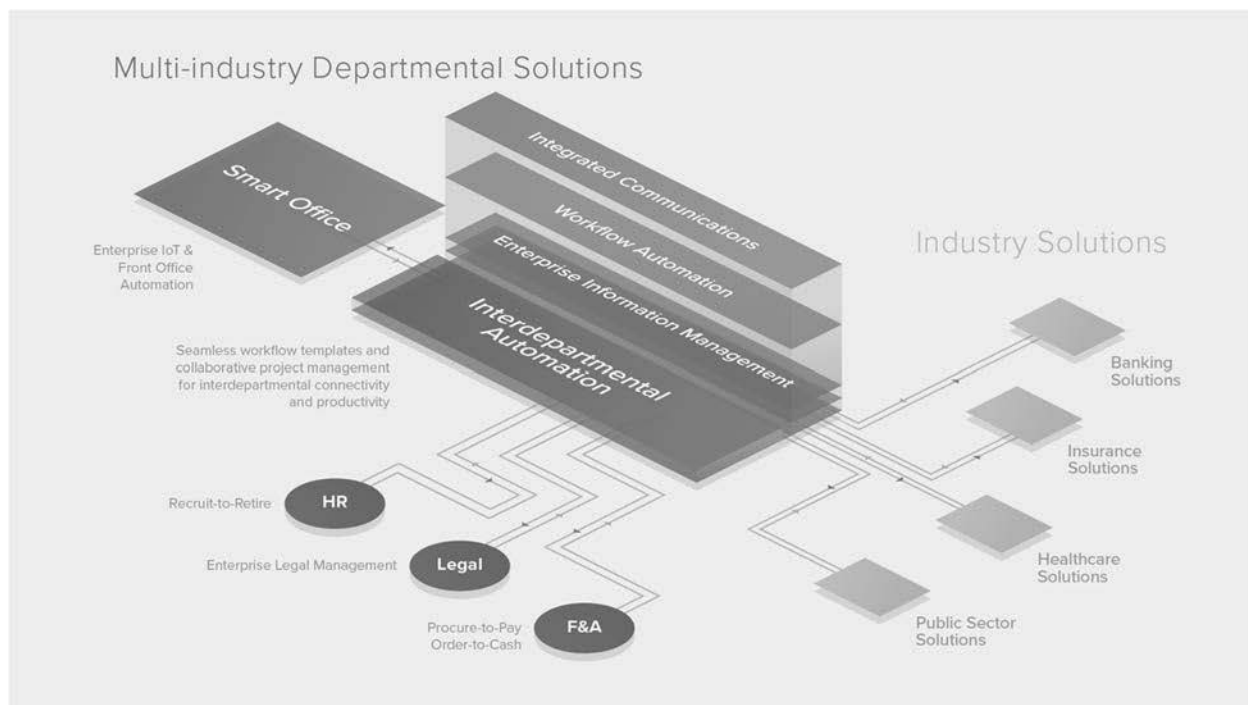 Multi-industry Departmental Solutions
Integrated Communications
Workflow Automation
Enterprise Information Management
Interdepartmental
Automation
Smart Office
Enterprise IoT &
Front Office
Automation
Seamless workflow templates and
collaborative project management
for interdepartmental connectivity
and productivity
Recruit-to-Retire
HR
Enterprise Legal Management
Legal
Procure-to-Pay
Order-to-Cash
F&A
Industry Solutions
Banking
Solutions
Insurance
Solutions
Healthcare
Solutions
Public Sector
Solutions